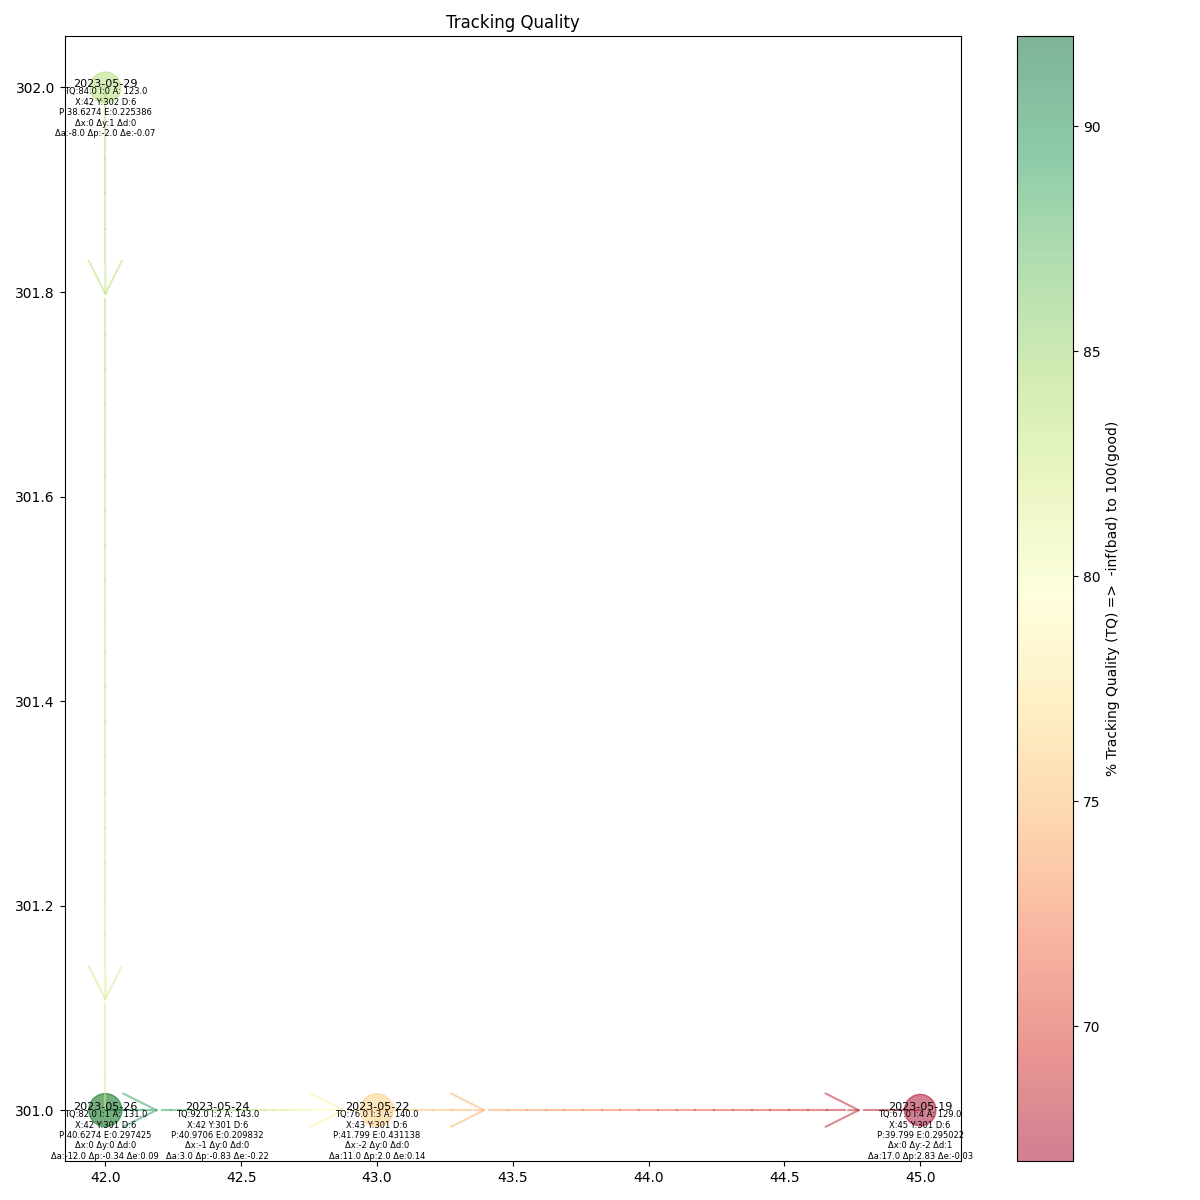 Tracking Quality
302.0
301.8
301.6
301.4
301.2
301.0
2023-05-29
TQ:84.0 I:0 A: 123.0
X:42 Y:302 D:6
P:38.6274 E:0.225386
Δx:0 Δy:1 Δd:0
Δa:-8.0 Δp:-2.0 Δe:-0.07
2023-05-26
TQ:82.0 I:1 A: 131.0
X:42 Y:301 D:6
P:40.6274 E:0.297425
Δx:0 Δy:0 Δd:0
Δa:-12.0 Δp:-0.34 Δe:0.09
2023-05-24
TQ:92.0 I:2 A: 143.0
X:42 Y:301 D:6
P:40.9706 E:0.209832
Δx:-1 Δy:0 Δd:0
Δa:3.0 Δp:-0.83 Δe:-0.22
2023-05-22
TQ:76.0 I:3 A: 140.0
X:43 Y:301 D:6
P:41.799 E:0.431138
Δx:-2 Δy:0 Δd:0
Δa:11.0 Δp:2.0 Δe:0.14
2023-05-19
TQ:67.0 I:4 A: 129.0
X:45 Y:301 D:6
P:39.799 E:0.295022
Δx:0 Δy:-2 Δd:1
Δa:17.0 Δp:2.83 Δe:-0.03
42.0
42.5
43.0
43.5
44.0
44.5
45.0
90
85
80
75
70
% Tracking Quality (TQ) => -inf(bad) to 100(good)